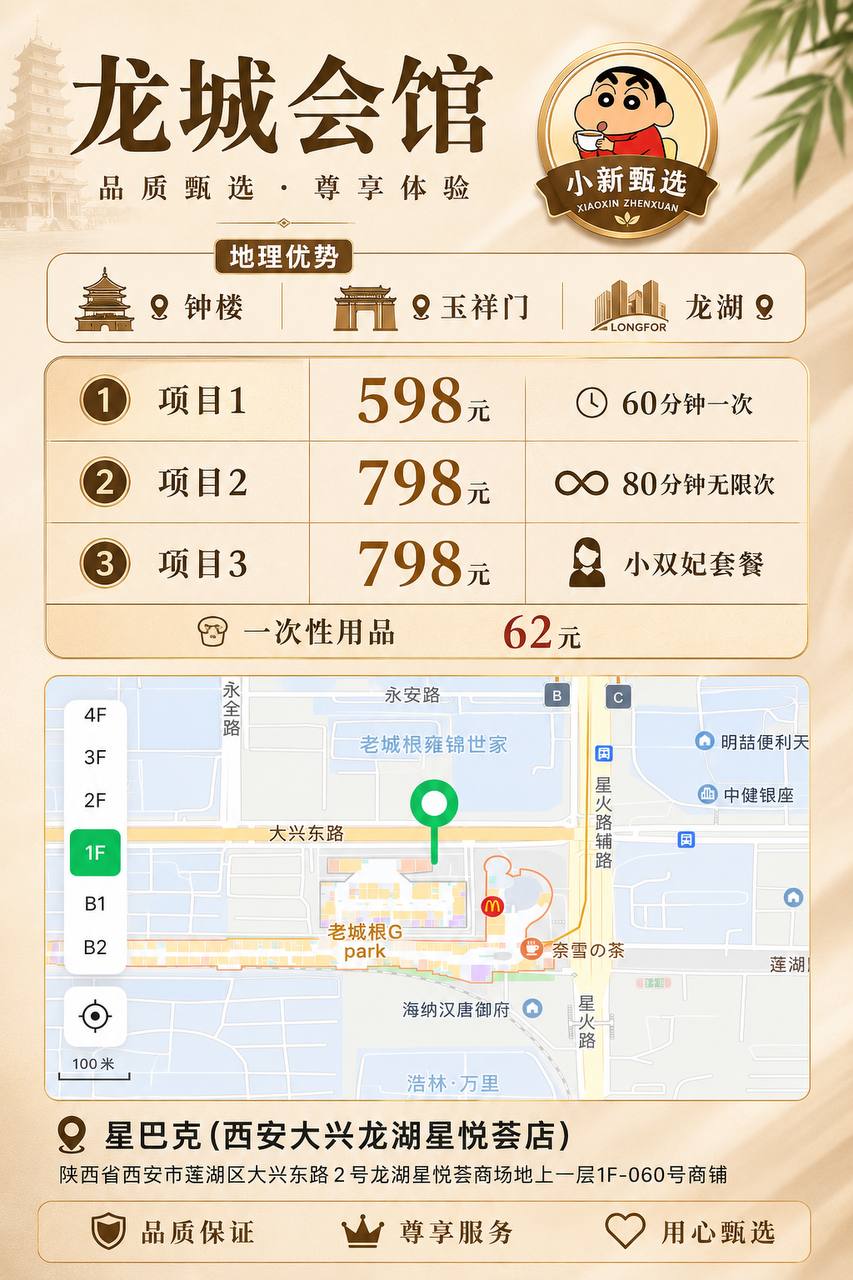 龙城会馆
品质甄选·尊享体验
小新甄选
XIAOXIN ZHENXUAN
地理优势
钟楼
玉祥门
LONGFOR
龙湖
1 项目1 598元 60分钟一次
2 项目2 798元 80分钟无限次
3 项目3 798元 小双妃套餐
一次性用品 62元
4F
3F
2F
1F
B1
B2
100米
永全路
永安路
B
C
老城根雍锦世家
明喆便利天
中健银座
星火路辅路
大兴东路
老城根G
park
奈雪の茶
莲湖
海纳汉唐御府
星火路
浩林·万里
星巴克(西安大兴龙湖星悦荟店)
陕西省西安市莲湖区大兴东路2号龙湖星悦荟商场地上一层1F-060号商铺
品质保证
尊享服务
用心甄选